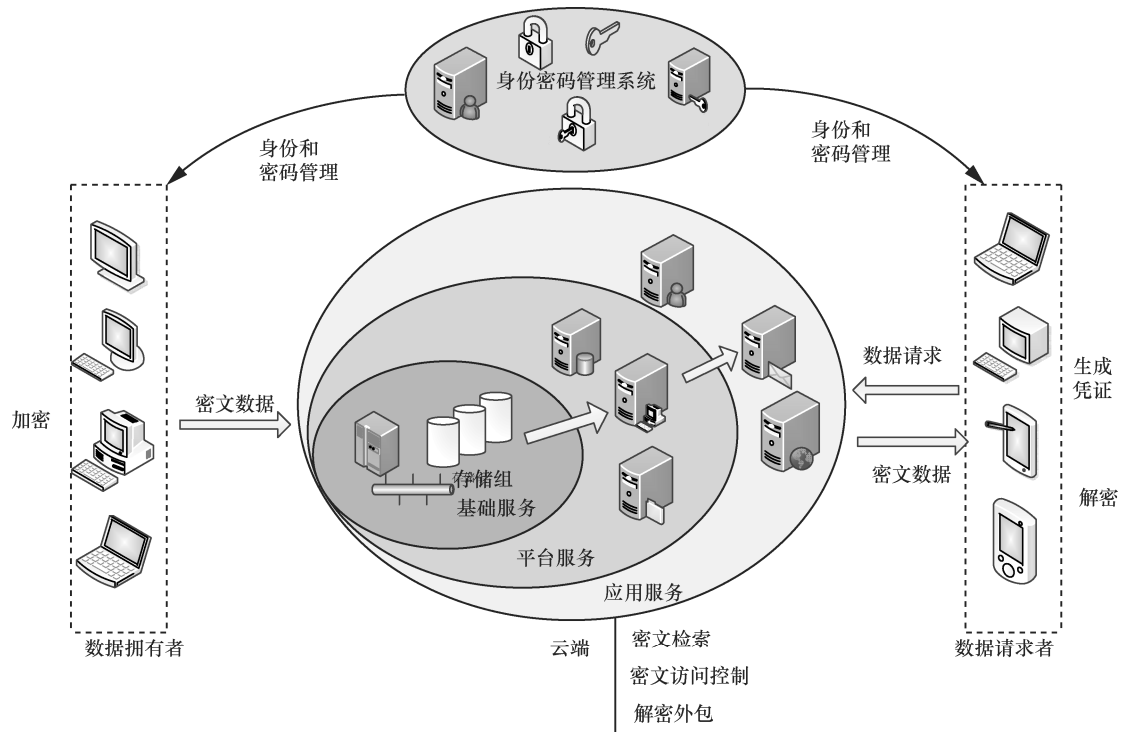 身份密码管理系统
身份和
密码管理
身份和
密码管理
数据请求
生成
凭证
密文数据
加密
密文数据
存储组
解密
基础服务
平台服务
应用服务
云端
密文检索
数据拥有者
数据请求者
密文访问控制
解密外包